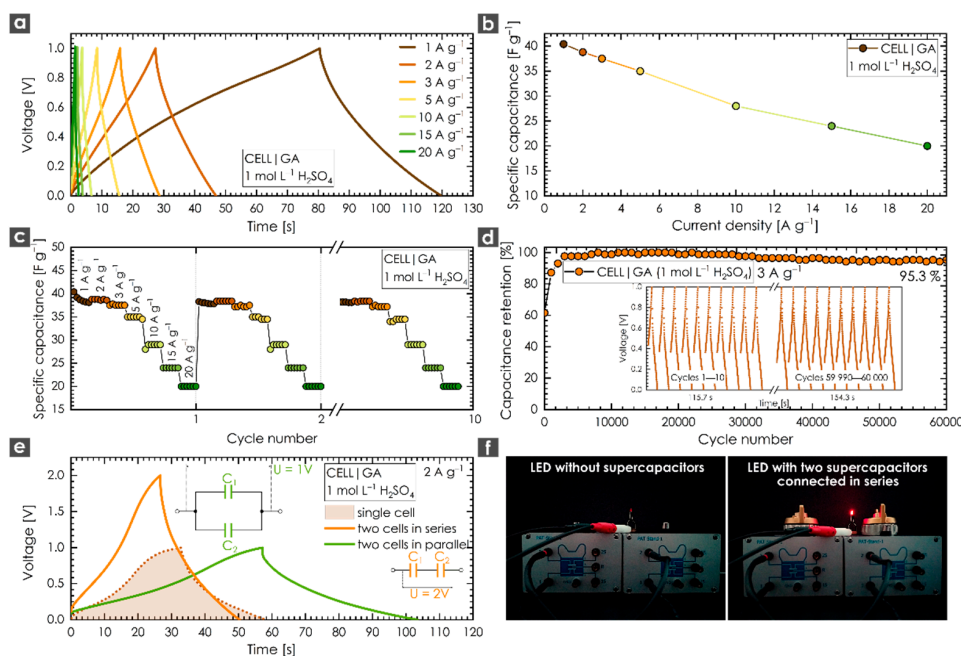 a
1.0
0.8
0.6
0.4
0.2
0.0
Voltage [V]
0 10 20 30 40 50 60 70 80 90 100 110 120 130
Time [s]
CELL | GA
1 mol L⁻¹ H₂SO₄
1 A g⁻¹
2 A g⁻¹
3 A g⁻¹
5 A g⁻¹
10 A g⁻¹
15 A g⁻¹
20 A g⁻¹
b
45
40
35
30
25
20
15
10
Specific capacitance [F g⁻¹]
0 2 4 6 8 10 12 14 16 18 20
Current density [A g⁻¹]
CELL | GA
1 mol L⁻¹ H₂SO₄
c
50
45
40
35
30
25
20
15
Specific capacitance [F g⁻¹]
1 2 10
Cycle number
CELL | GA
1 mol L⁻¹ H₂SO₄
1 A g⁻¹
2 A g⁻¹
3 A g⁻¹
5 A g⁻¹
10 A g⁻¹
15 A g⁻¹
20 A g⁻¹
d
100
80
60
40
20
0
Capacitance retention [%]
0 10000 20000 30000 40000 50000 60000
Cycle number
CELL | GA (1 mol L⁻¹ H₂SO₄) 3 A g⁻¹
95.3 %
1.0
0.8
0.6
0.4
0.2
0.0
Voltage [V]
Cycles 1—10
Cycles 59 990—60 000
115.7 s
154.3 s
Time [s]
e
2.0
1.5
1.0
0.5
0.0
Voltage [V]
0 10 20 30 40 50 60 70 80 90 100 110 120
Time [s]
C₁
C₂
U = 1V
CELL | GA
1 mol L⁻¹ H₂SO₄
2 A g⁻¹
single cell
two cells in series
two cells in parallel
C₁ C₂
U = 2V
f
LED without supercapacitors
LED with two supercapacitors
connected in series